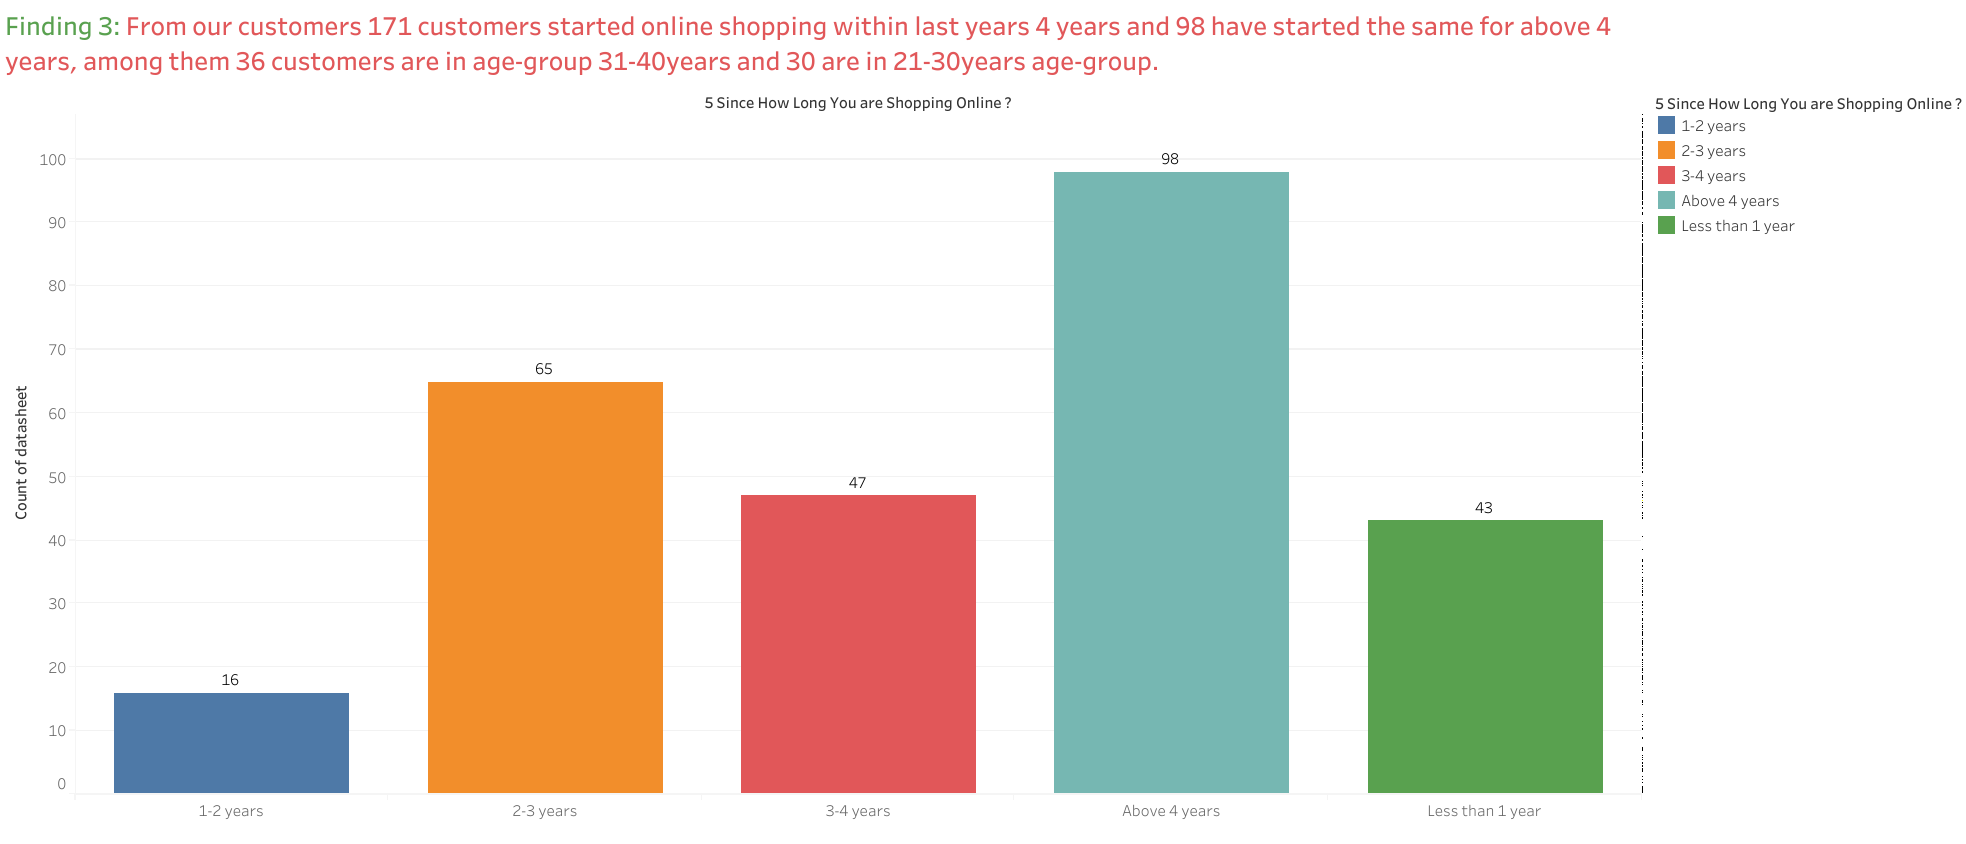 Finding 3: From our customers 171 customers started online shopping within last years 4 years and 98 have started the same for above 4
years, among them 36 customers are in age-group 31-40years and 30 are in 21-30years age-group.
5 Since How Long You are Shopping Online ?
5 Since How Long You are Shopping Online ?
1-2 years
2-3 years
3-4 years
Above 4 years
Less than 1 year
Count of datasheet
100
90
80
70
60
50
40
30
20
10
0
16
65
47
98
43
1-2 years
2-3 years
3-4 years
Above 4 years
Less than 1 year